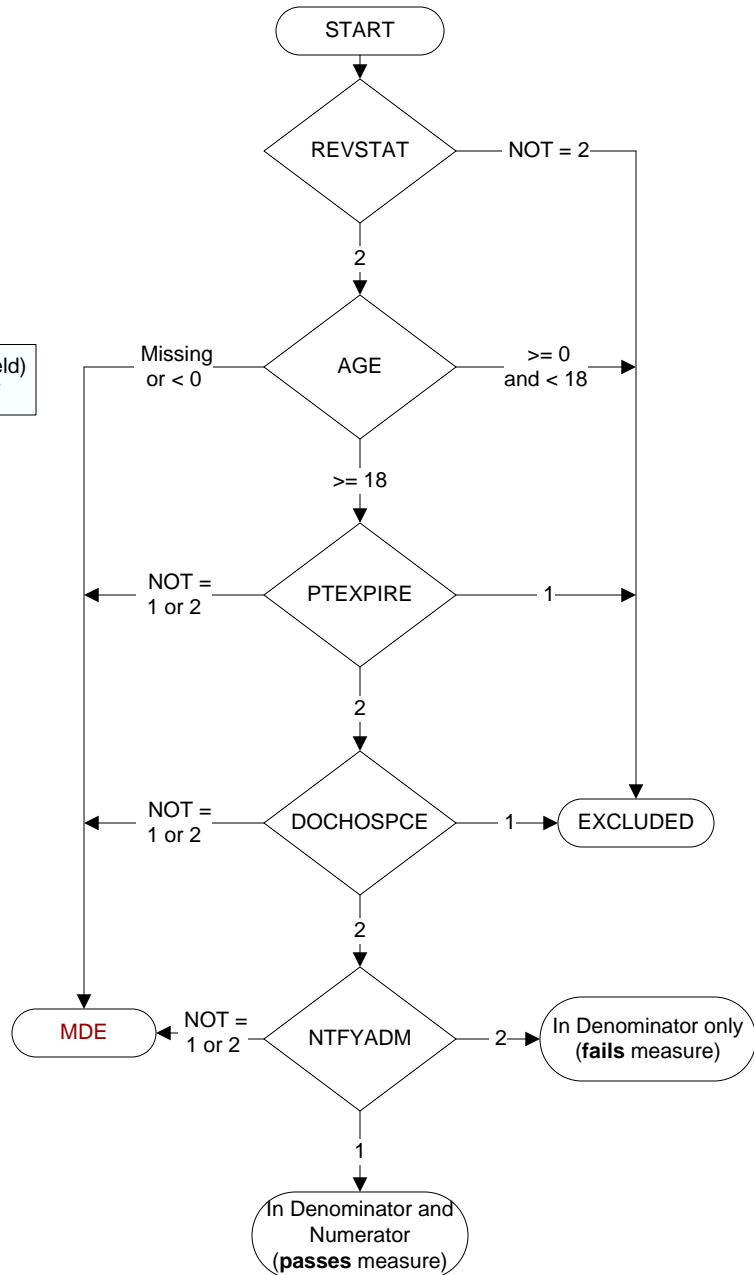 START
REVSTAT
NOT = 2
2
Missing
or < 0
AGE
>= 0
and < 18
>= 18
NOT =
1 or 2
PTEXPIRE
1
2
NOT =
1 or 2
DOCHOSPCE
1
EXCLUDED
2
MDE
NOT =
1 or 2
NTFYADM
2
In Denominator only
(fails measure)
1
In Denominator and
Numerator
(passes measure)